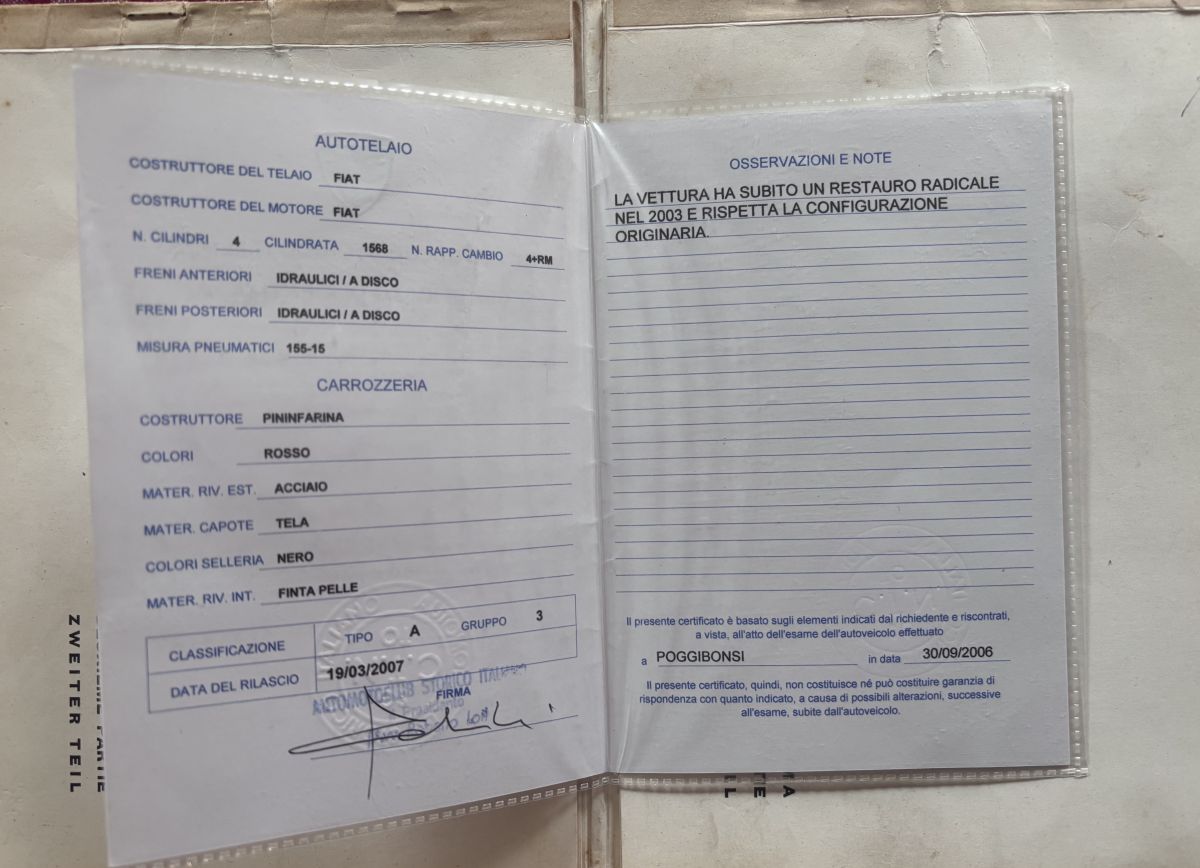 AUTOTELAIO
COSTRUTTORE DEL TELAIO FIAT
COSTRUTTORE DEL MOTORE FIAT
N. CILINDRI 4 CILINDRATA 1568 N. RAPP. CAMBIO 4+RM
FRENI ANTERIORI IDRAULICI / A DISCO
FRENI POSTERIORI IDRAULICI / A DISCO
MISURA PNEUMATICI 155-15
CARROZZERIA
COSTRUTTORE PININFARINA
COLORI ROSSO
MATER. RIV. EST. ACCIAIO
MATER. CAPOTE TELA
COLORI SELLERIA NERO
MATER. RIV. INT. FINTA PELLE
CLASSIFICAZIONE TIPO A GRUPPO 3
DATA DEL RILASCIO 19/03/2007
AUTOMOTOCLUB STORICO ITALIANO
FIRMA
Presidente
OSSERVAZIONI E NOTE
LA VETTURA HA SUBITO UN RESTAURO RADICALE
NEL 2003 E RISPETTA LA CONFIGURAZIONE
ORIGINARIA.
Il presente certificato è basato sugli elementi indicati dal richiedente e riscontrati,
a vista, all'atto dell'esame dell'autoveicolo effettuato
a POGGIBONSI in data 30/09/2006
Il presente certificato, quindi, non costituisce né può costituire garanzia di
rispondenza con quanto indicato, a causa di possibili alterazioni, successive
all'esame, subite dall'autoveicolo.
ZWEITER TEIL